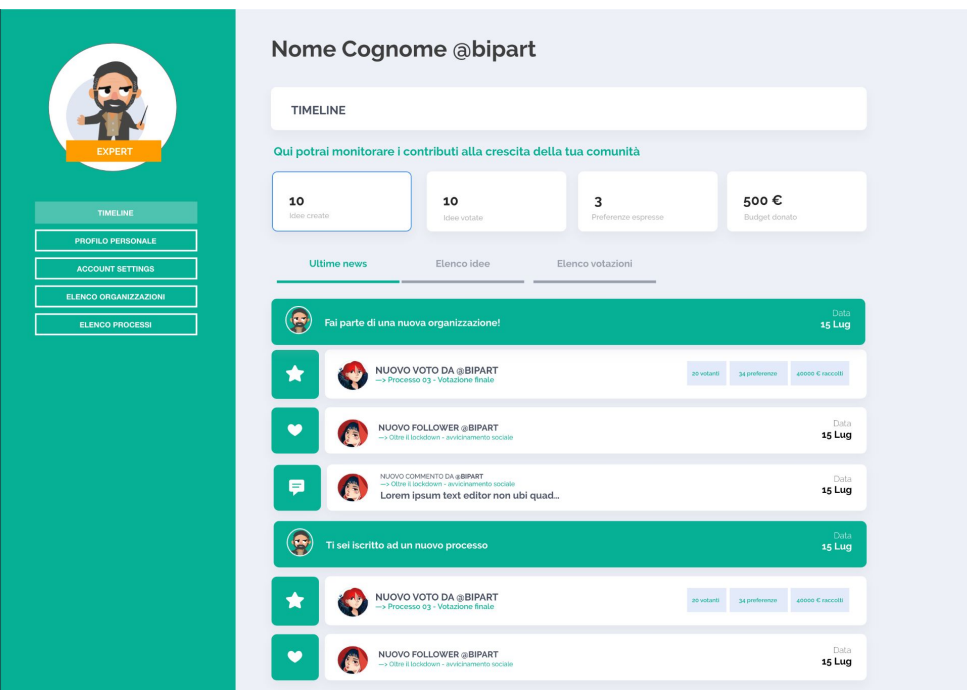 Nome Cognome @bipart
EXPERT
TIMELINE
PROFILO PERSONALE
ACCOUNT SETTINGS
ELENCO ORGANIZZAZIONI
ELENCO PROCESSI
TIMELINE
Qui potrai monitorare i contributi alla crescita della tua comunità
10
Idee create
10
Idee votate
3
Preferenze espresse
500 €
Budget donato
Ultime news
Elenco idee
Elenco votazioni
Fai parte di una nuova organizzazione!
Data
15 Lug
NUOVO VOTO DA @BIPART
—> Processo 03 - Votazione finale
20 votanti
34 preferenze
40000 € raccolti
NUOVO FOLLOWER @BIPART
—> Oltre il lockdown - avvicinamento sociale
Data
15 Lug
NUOVO COMMENTO DA @BIPART
—> Oltre il lockdown - avvicinamento sociale
Lorem ipsum text editor non ubi quad...
Data
15 Lug
Ti sei iscritto ad un nuovo processo
Data
15 Lug
NUOVO VOTO DA @BIPART
—> Processo 03 - Votazione finale
20 votanti
34 preferenze
40000 € raccolti
NUOVO FOLLOWER @BIPART
—> Oltre il lockdown - avvicinamento sociale
Data
15 Lug